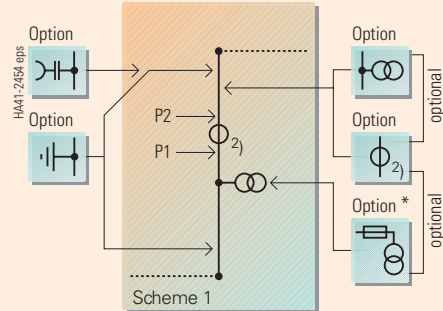 Option
HA41-2454 eps
Option
P2
2)
P1
Scheme 1
Option
optional
Option
2)
optional
Option *